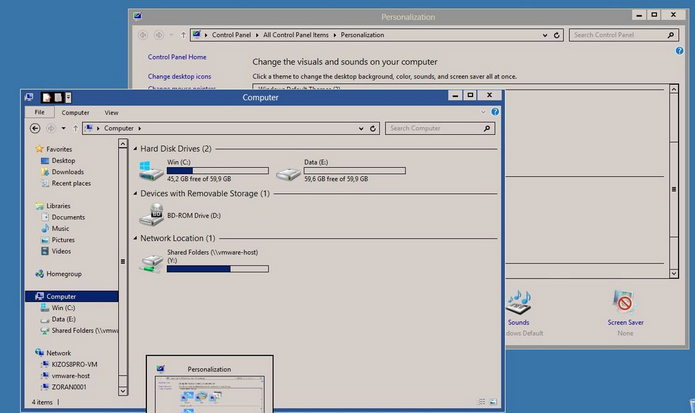 Personalization
Control Panel
All Control Panel Items
Personalization
Search Control Panel
Control Panel Home
Change the visuals and sounds on your computer
Change desktop icons
Click a theme to change the desktop background, color, sounds, and screen saver all at once.
Computer
File
Computer
View
Computer
Search Computer
Favorites
Desktop
Downloads
Recent places
Libraries
Documents
Music
Pictures
Videos
Homegroup
Computer
Win (C:)
Data (E:)
Shared Folders (\\vmwa
Network
KIZOS8PRO-VM
vmware-host
ZORAN0001
4 items
Hard Disk Drives (2)
Win (C:)
45,2 GB free of 59,9 GB
Data (E:)
59,6 GB free of 59,9 GB
Devices with Removable Storage (1)
BD-ROM Drive (D:)
Network Location (1)
Shared Folders (\\vmware-host)
(Y:)
Sounds
dows Default
Screen Saver
None
Personalization